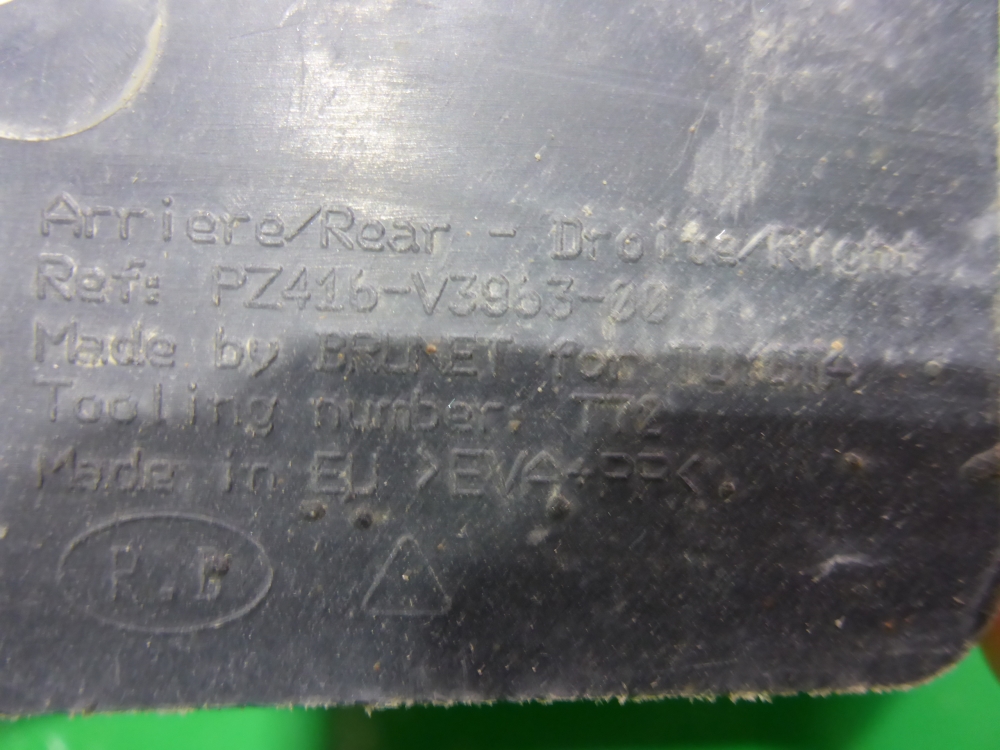 Arriere/Rear - Droite/Right
Ref: PZ416-V3963-00
Made by BRUNET for TOYOTA
Tooling number: 772
Made in EU >EVA+PP<
P.B